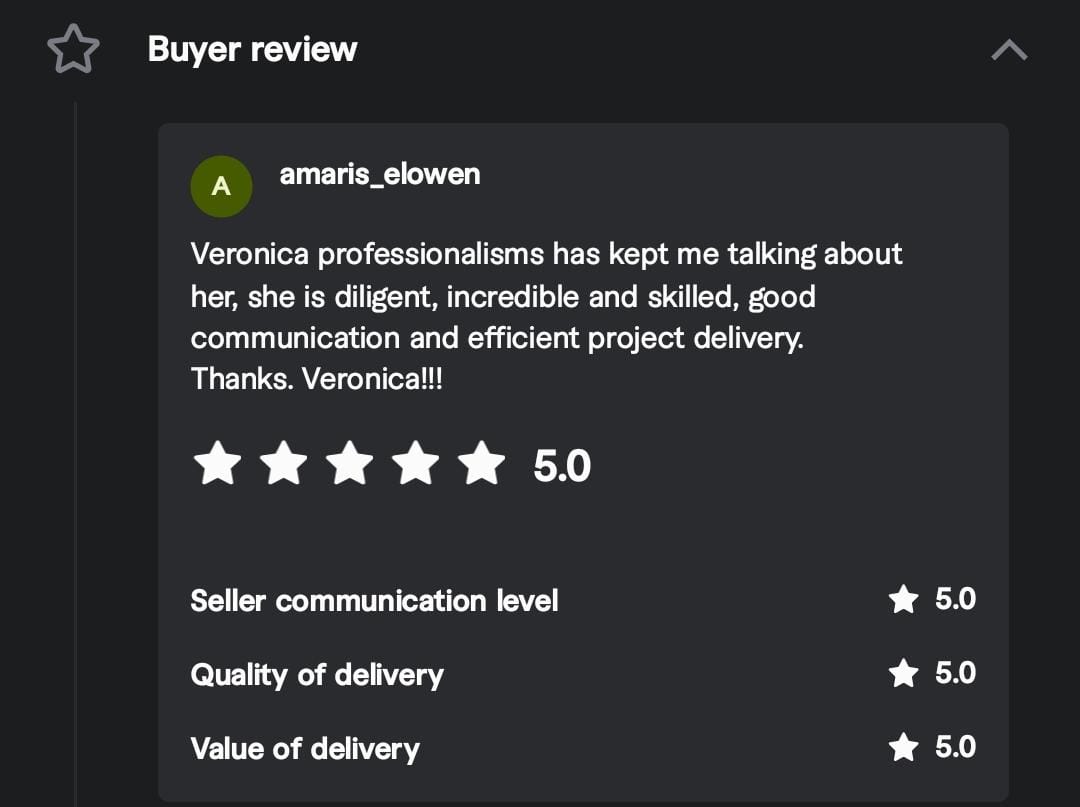 Buyer review
A
amaris_elowen
Veronica professionalisms has kept me talking about
her, she is diligent, incredible and skilled, good
communication and efficient project delivery.
Thanks. Veronica!!!
5.0
Seller communication level 5.0
Quality of delivery 5.0
Value of delivery 5.0